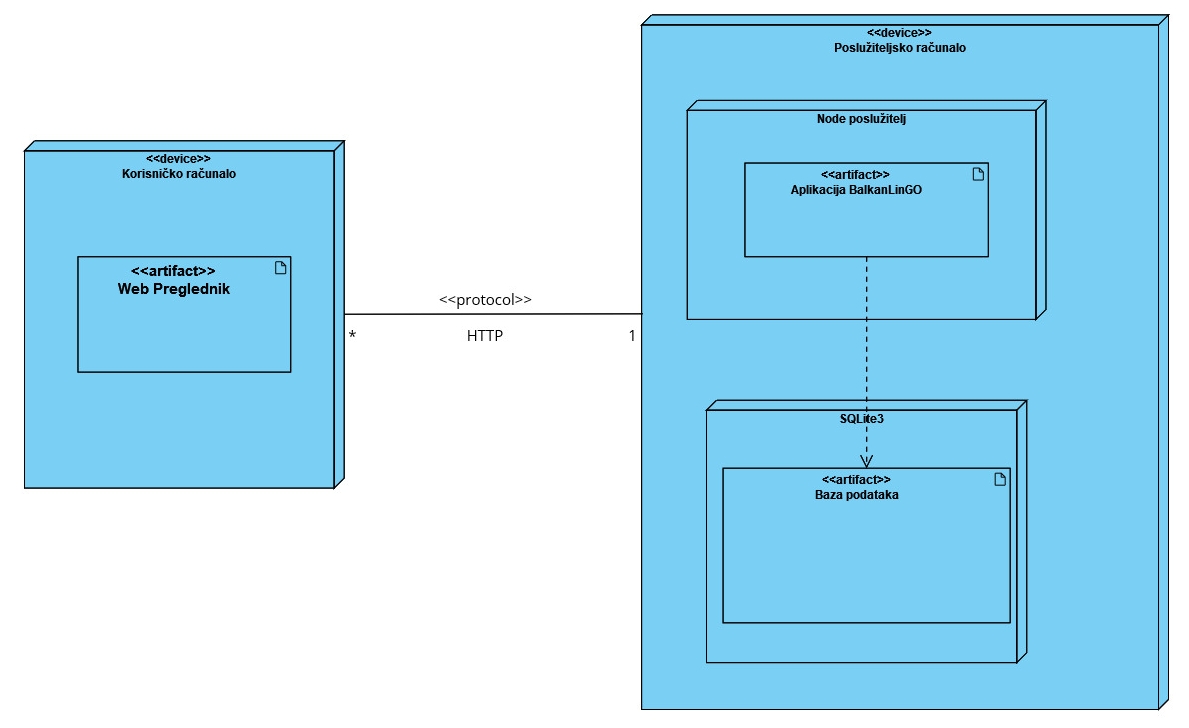 <<device>>
Korisničko računalo
<<artifact>>
Web Preglednik
<<protocol>>
*
HTTP
1
<<device>>
Poslužiteljsko računalo
Node poslužitelj
<<artifact>>
Aplikacija BalkanLinGO
SQLite3
<<artifact>>
Baza podataka